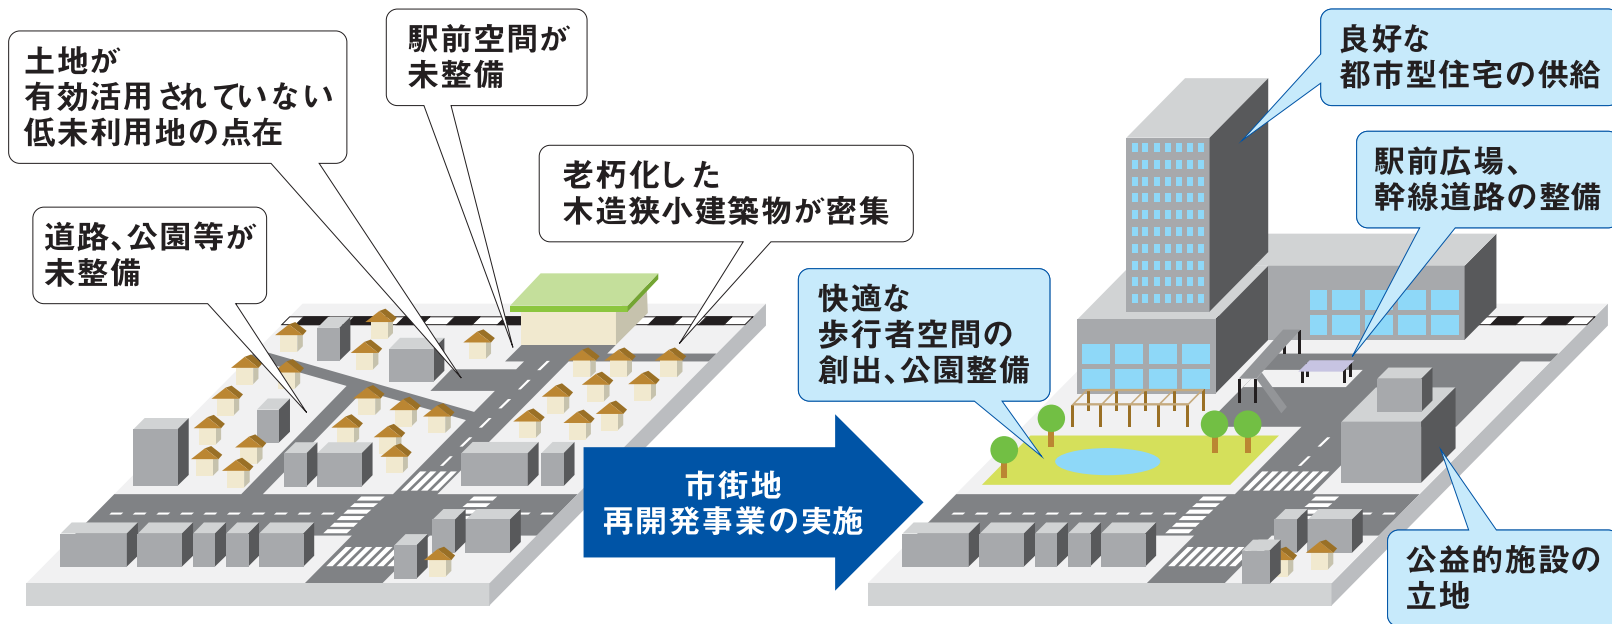 土地が
有効活用されていない
低未利用地の点在
駅前空間が
未整備
老朽化した
木造狭小建築物が密集
道路、公園等が
未整備
市街地
再開発事業の実施
良好な
都市型住宅の供給
駅前広場、
幹線道路の整備
快適な
歩行者空間の
創出、公園整備
公益的施設の
立地